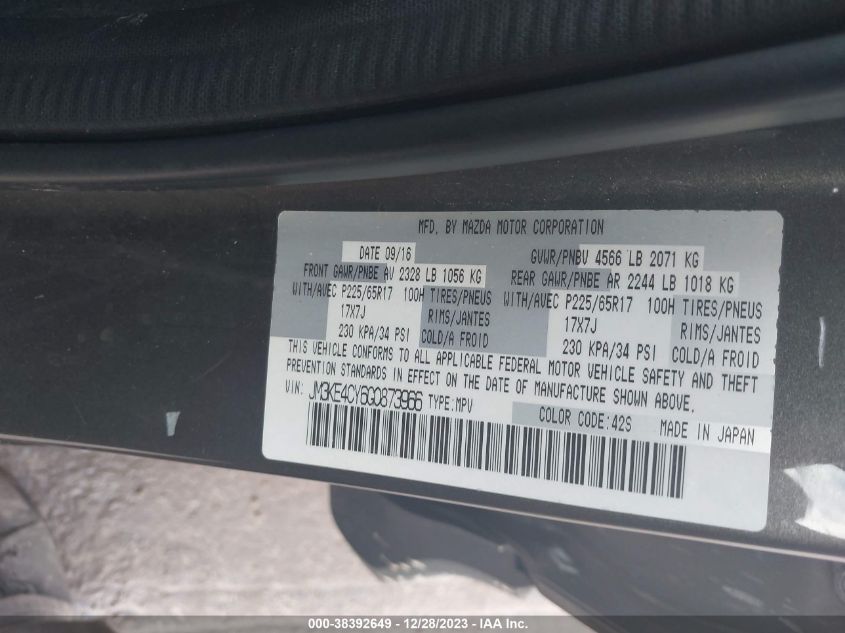 MFD. BY MAZDA MOTOR CORPORATION
DATE 09/16 GVWR/PNBV 4566 LB 2071 KG
FRONT GAWR/PNBE AV 2328 LB 1056 KG REAR GAWR/PNBE AR 2244 LB 1018 KG
WITH/AVEC P225/65R17 100H TIRES/PNEUS WITH/AVEC P225/65R17 100H TIRES/PNEUS
17X7J RIMS/JANTES 17X7J RIMS/JANTES
230 KPA/34 PSI COLD/A FROID 230 KPA/34 PSI COLD/A FROID
THIS VEHICLE CONFORMS TO ALL APPLICABLE FEDERAL MOTOR VEHICLE SAFETY AND THEFT
PREVENTION STANDARDS IN EFFECT ON THE DATE OF MANUFACTURE SHOWN ABOVE.
VIN: JM3KE4CY6G0873966 TYPE:MPV COLOR CODE:42S MADE IN JAPAN
000-38392649 - 12/28/2023 - IAA Inc.